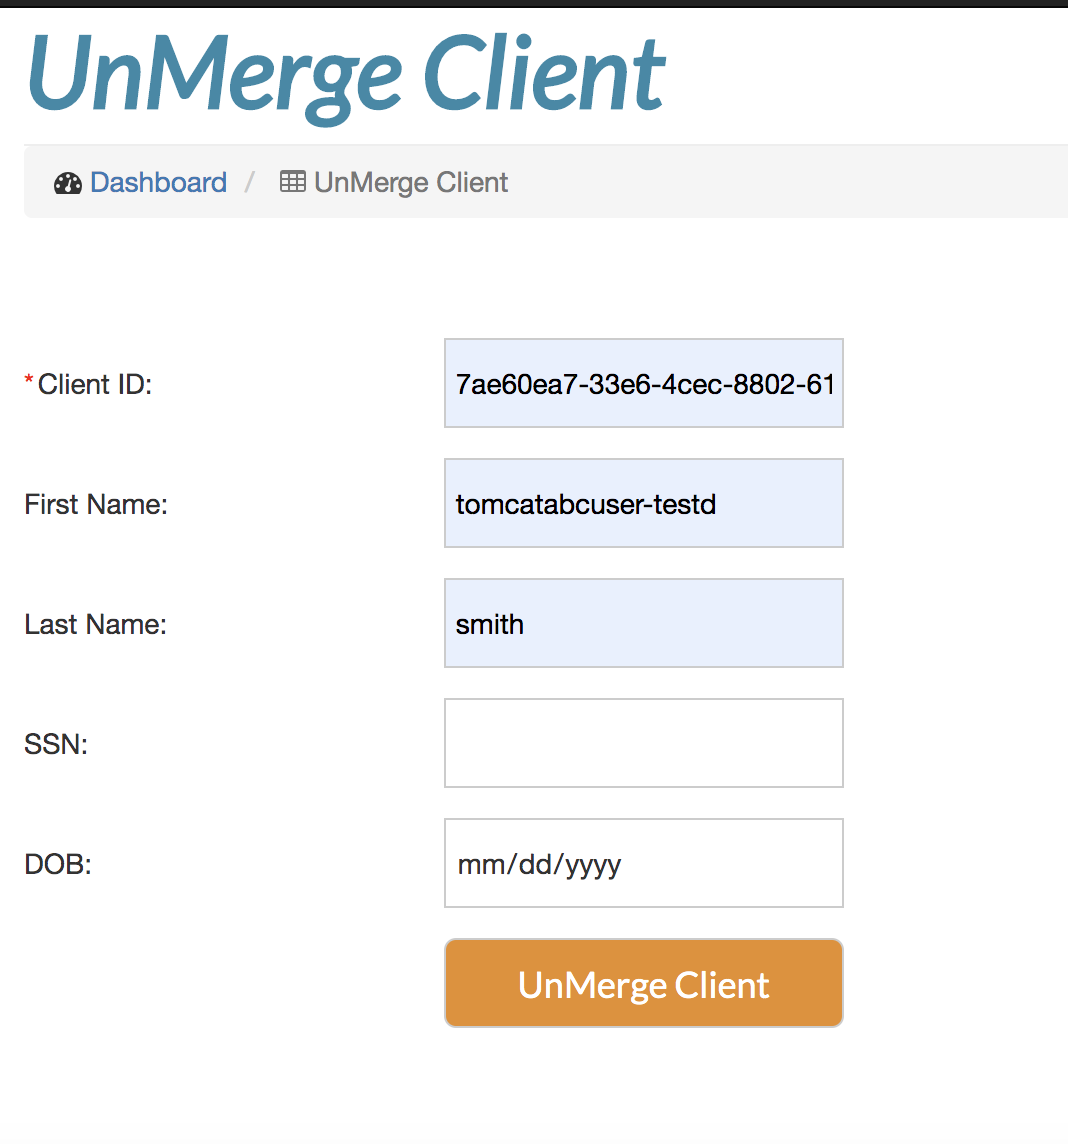 UnMerge Client
Dashboard / UnMerge Client
*Client ID: 7ae60ea7-33e6-4cec-8802-61
First Name: tomcatabcuser-testd
Last Name: smith
SSN:
DOB: mm/dd/yyyy
UnMerge Client